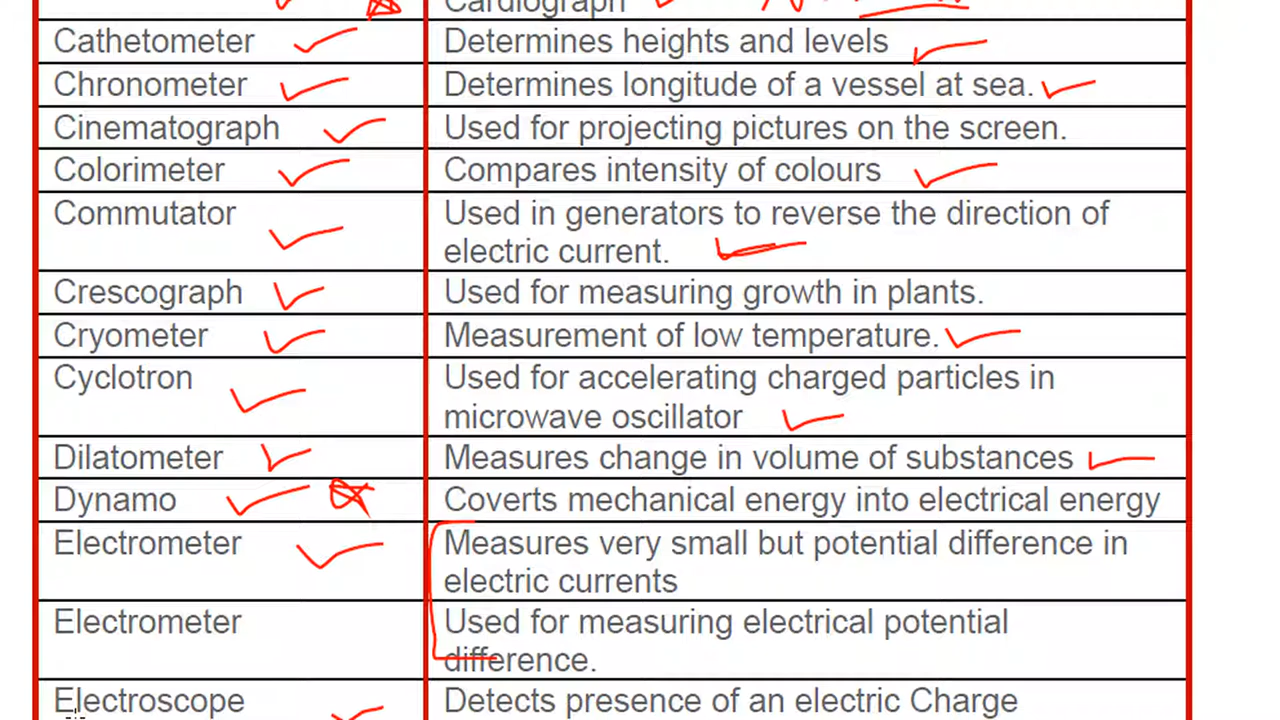 Cardiograph
Cathetometer
Determines heights and levels
Chronometer
Determines longitude of a vessel at sea.
Cinematograph
Used for projecting pictures on the screen.
Colorimeter
Compares intensity of colours
Commutator
Used in generators to reverse the direction of
electric current.
Crescograph
Used for measuring growth in plants.
Cryometer
Measurement of low temperature.
Cyclotron
Used for accelerating charged particles in
microwave oscillator
Dilatometer
Measures change in volume of substances
Dynamo
Coverts mechanical energy into electrical energy
Electrometer
Measures very small but potential difference in
electric currents
Electrometer
Used for measuring electrical potential
difference.
Electroscope
Detects presence of an electric Charge